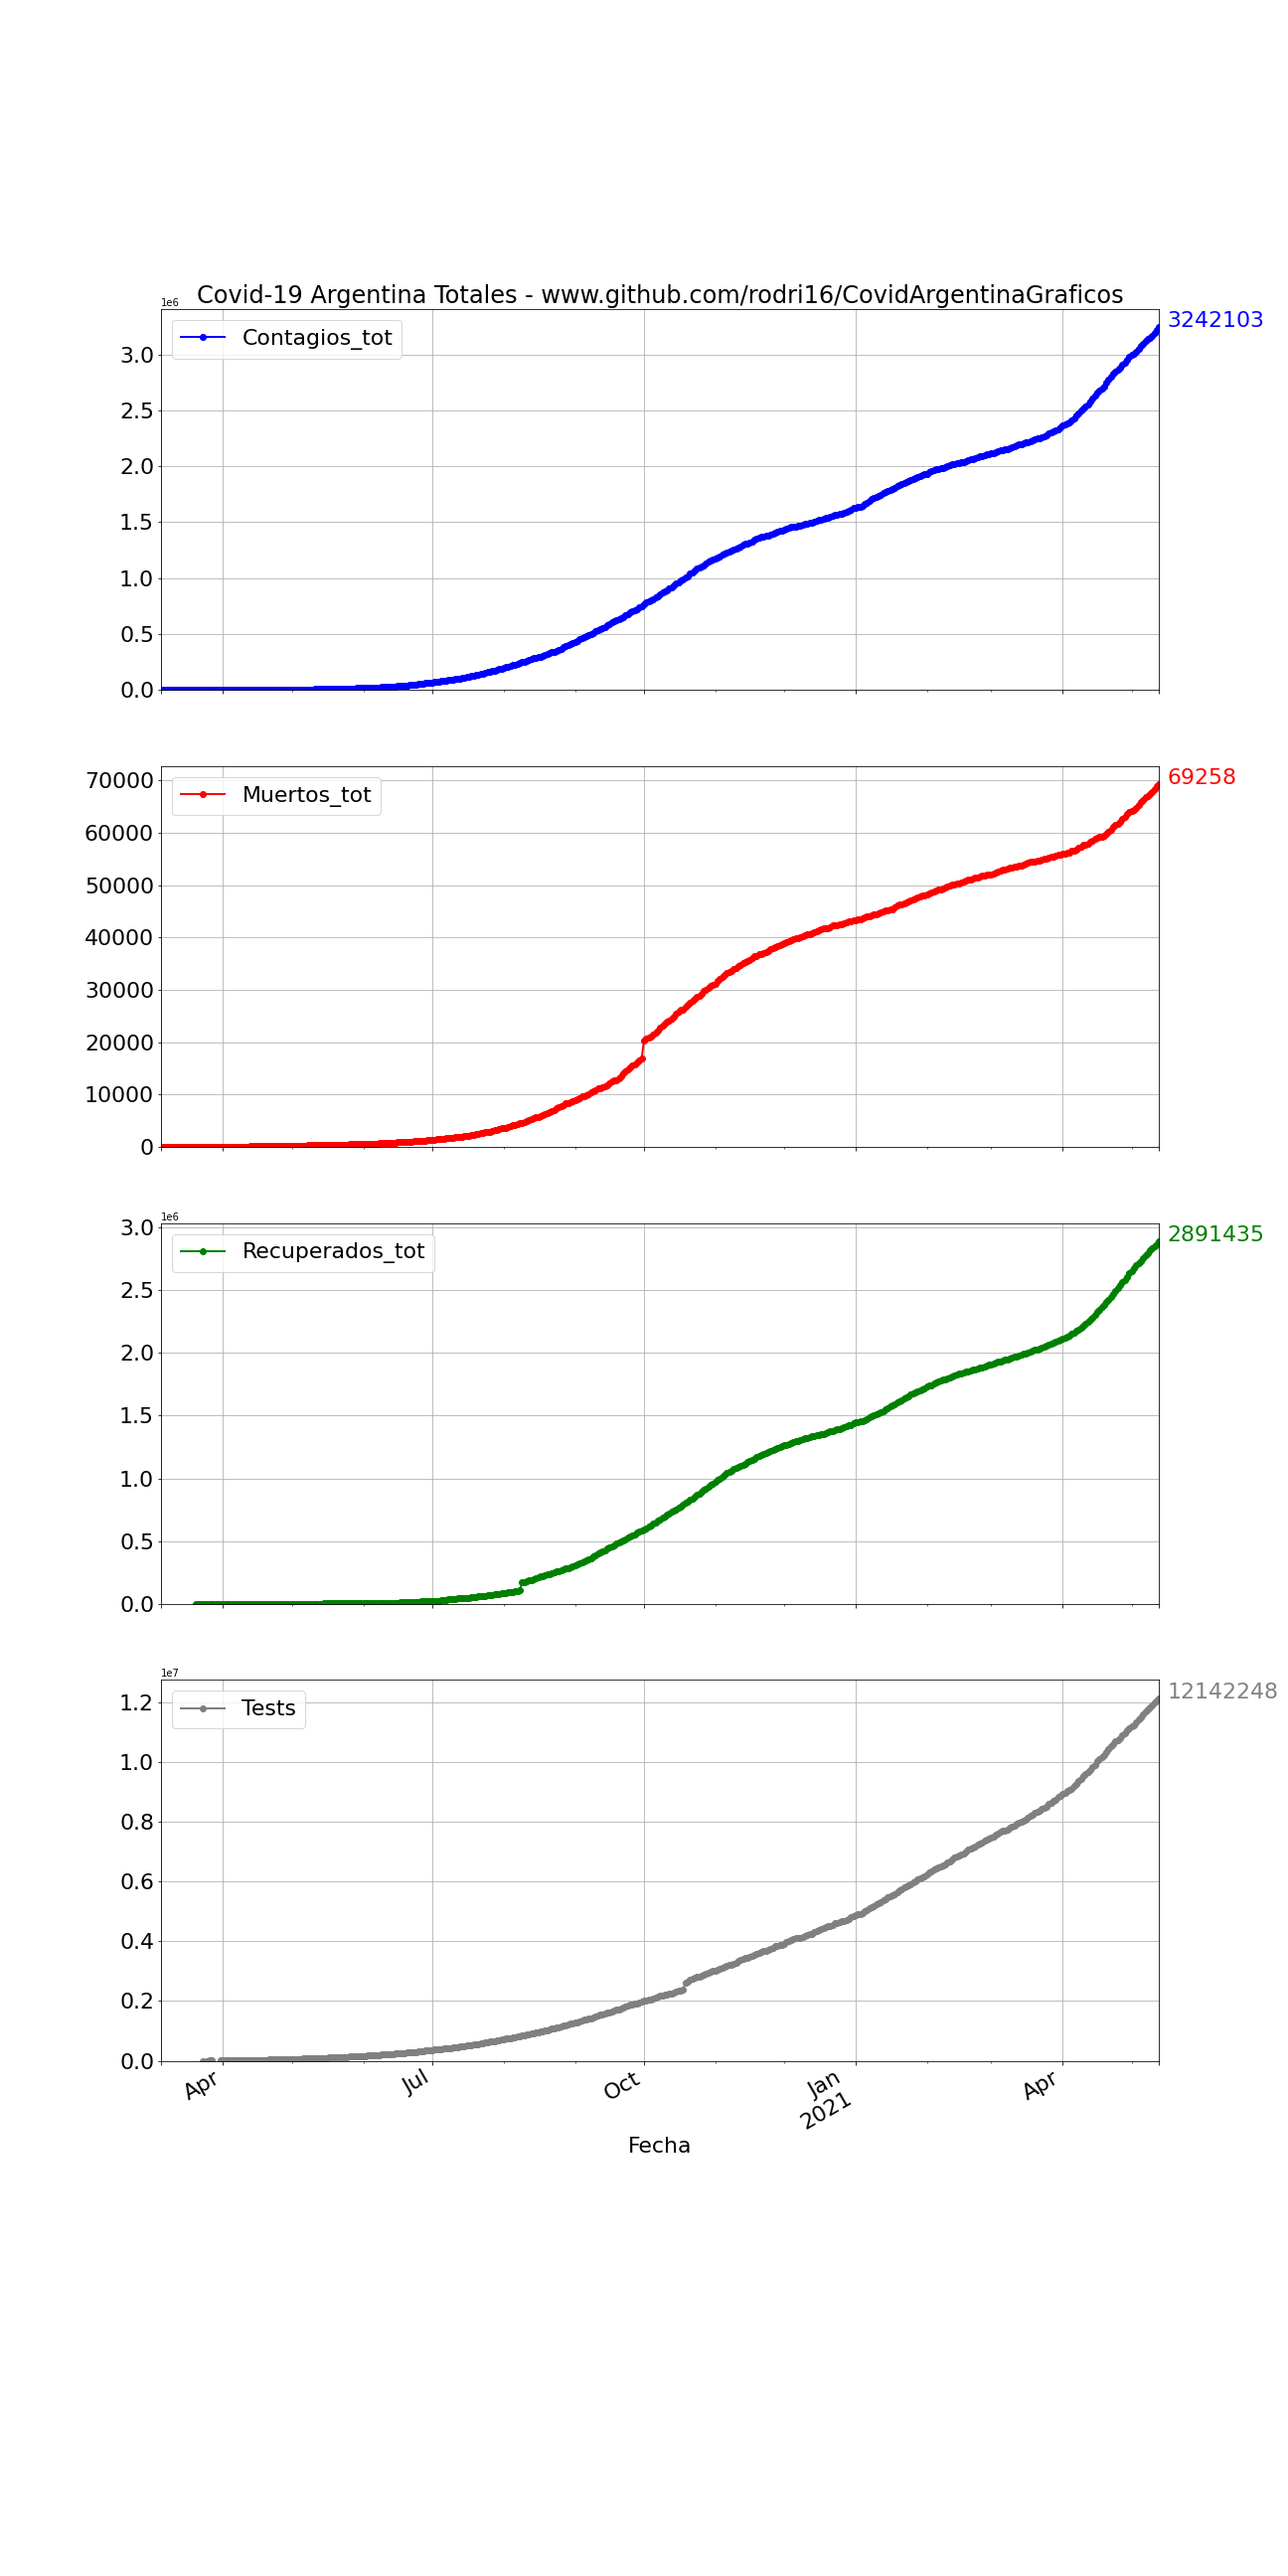 Covid-19 Argentina Totales - www.github.com/rodri16/CovidArgentinaGraficos
1e6
3242103
Contagios_tot
3.0
2.5
2.0
1.5
1.0
0.5
0.0
69258
Muertos_tot
70000
60000
50000
40000
30000
20000
10000
0
1e6
2891435
Recuperados_tot
3.0
2.5
2.0
1.5
1.0
0.5
0.0
1e7
12142248
Tests
1.2
1.0
0.8
0.6
0.4
0.2
0.0
Apr
Jul
Oct
Jan
2021
Apr
Fecha